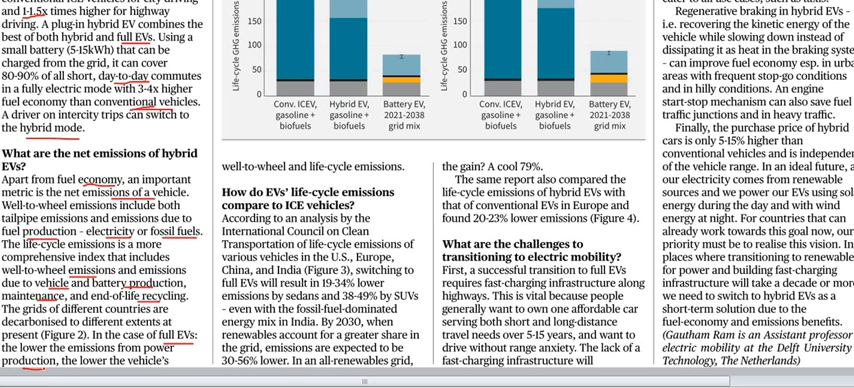 conventional ICE vehicles for city driving
and 1-1.5x times higher for highway
driving. A plug-in hybrid EV combines the
best of both hybrid and full EVs. Using a
small battery (5-15kWh) that can be
charged from the grid, it can cover
80-90% of all short, day-to-day commutes
in a fully electric mode with 3-4x higher
fuel economy than conventional vehicles.
A driver on intercity trips can switch to
the hybrid mode.
What are the net emissions of hybrid
EVs?
Apart from fuel economy, an important
metric is the net emissions of a vehicle.
Well-to-wheel emissions include both
tailpipe emissions and emissions due to
fuel production - electricity or fossil fuels.
The life-cycle emissions is a more
comprehensive index that includes
well-to-wheel emissions and emissions
due to vehicle and battery production,
maintenance, and end-of-life recycling.
The grids of different countries are
decarbonised to different extents at
present (Figure 2). In the case of full EVs:
the lower the emissions from power
production, the lower the vehicle's
Life-cycle GHG emissions
150
100
50
0
Conv. ICEV,
gasoline +
biofuels
Hybrid EV,
gasoline +
biofuels
Battery EV,
2021-2038
grid mix
Life-cycle GHG emissions
150
100
50
0
Conv. ICEV,
gasoline +
biofuels
Hybrid EV,
gasoline +
biofuels
Battery EV,
2021-2038
grid mix
well-to-wheel and life-cycle emissions.
How do EVs' life-cycle emissions
compare to ICE vehicles?
According to an analysis by the
International Council on Clean
Transportation of life-cycle emissions of
various vehicles in the U.S., Europe,
China, and India (Figure 3), switching to
full EVs will result in 19-34% lower
emissions by sedans and 38-49% by SUVs
- even with the fossil-fuel-dominated
energy mix in India. By 2030, when
renewables account for a greater share in
the grid, emissions are expected to be
30-56% lower. In an all-renewables grid,
the gain? A cool 79%.
The same report also compared the
life-cycle emissions of hybrid EVs with
that of conventional EVs in Europe and
found 20-23% lower emissions (Figure 4).
What are the challenges to
transitioning to electric mobility?
First, a successful transition to full EVs
requires fast-charging infrastructure along
highways. This is vital because people
generally want to own one affordable car
serving both short and long-distance
travel needs over 5-15 years, and want to
drive without range anxiety. The lack of a
fast-charging infrastructure will
Regenerative braking in hybrid EVs -
i.e. recovering the kinetic energy of the
vehicle while slowing down instead of
dissipating it as heat in the braking syste
- can improve fuel economy esp. in urba
areas with frequent stop-go conditions
and in hilly conditions. An engine
start-stop mechanism can also save fuel
traffic junctions and in heavy traffic.
Finally, the purchase price of hybrid
cars is only 5-15% higher than
conventional vehicles and is independen
of the vehicle range. In an ideal future, a
our electricity comes from renewable
sources and we power our EVs using sol
energy during the day and with wind
energy at night. For countries that can
already work towards this goal now, our
priority must be to realise this vision. In
places where transitioning to renewable
for power and building fast-charging
infrastructure will take a decade or more
we need to switch to hybrid EVs as a
short-term solution due to the
fuel-economy and emissions benefits.
(Gautham Ram is an Assistant professor
electric mobility at the Delft University
Technology, The Netherlands)